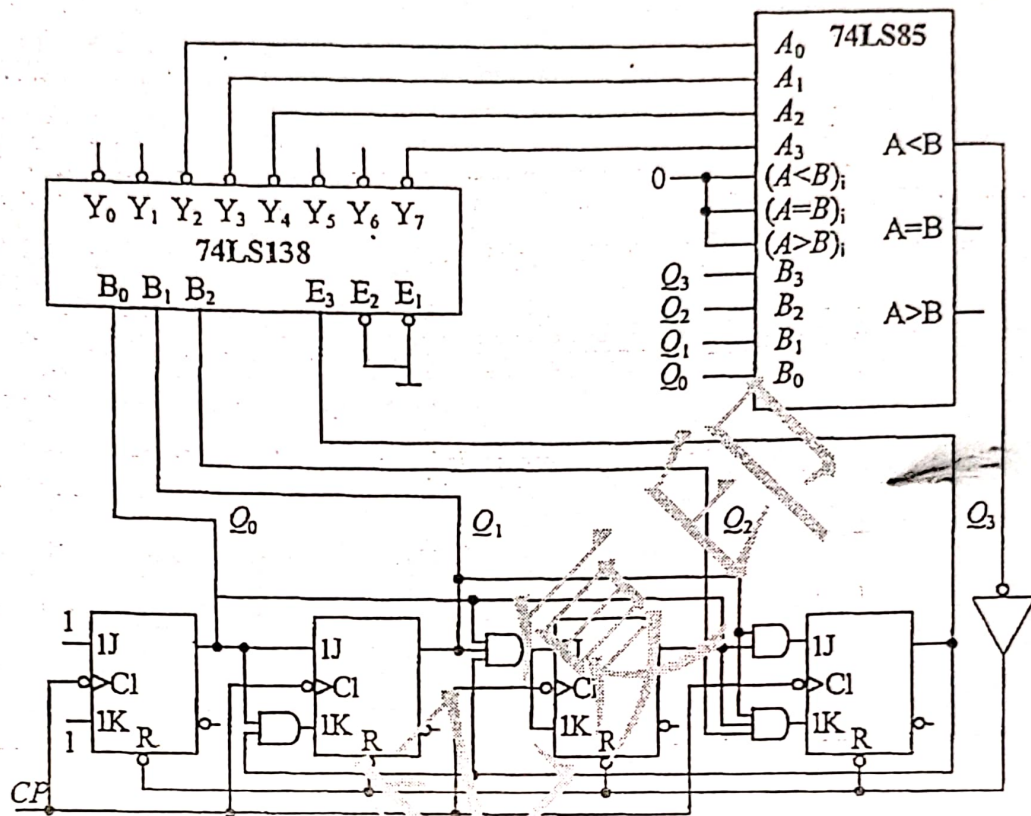 74LS85
A₀
A₁
A₂
A₃
A<B
0
(A<B)ᵢ
(A=B)ᵢ
(A>B)ᵢ
A=B
A>B
Q₃ B₃
Q₂ B₂
Q₁ B₁
Q₀ B₀
Y₀ Y₁ Y₂ Y₃ Y₄ Y₅ Y₆ Y₇
74LS138
B₀ B₁ B₂ E₃ E₂ E₁
Q₀ Q₁ Q₂ Q₃
1 1J 1J 1J
C1 C1 C1 C1
1 1K 1K 1K 1K
R R R R
CP